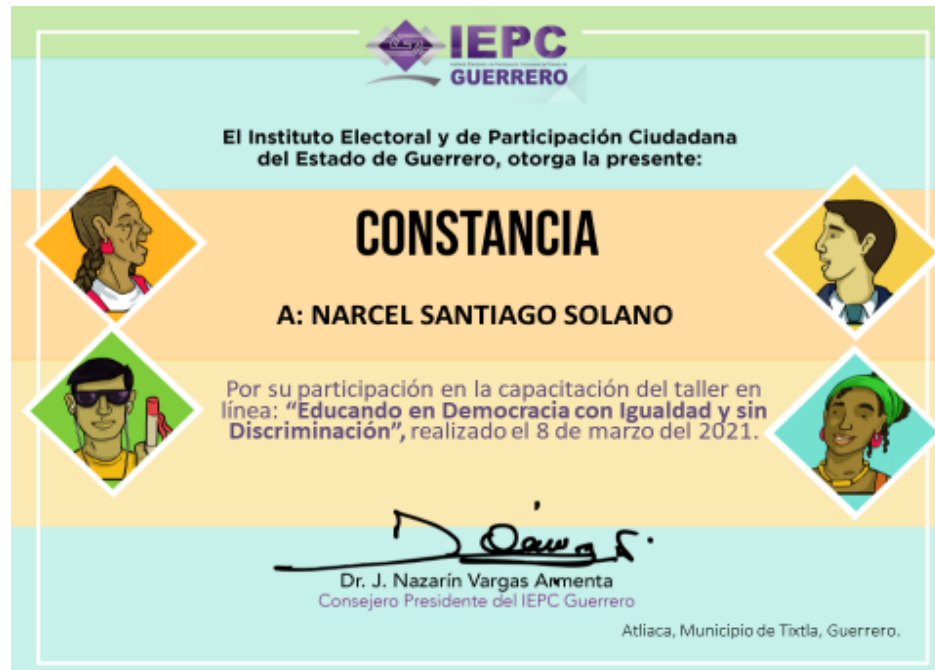 IEPC
GUERRERO
El Instituto Electoral y de Participación Ciudadana
del Estado de Guerrero, otorga la presente:
CONSTANCIA
A: NARCEL SANTIAGO SOLANO
Por su participación en la capacitación del taller en
línea: “Educando en Democracia con Igualdad y sin
Discriminación”, realizado el 8 de marzo del 2021.
Dr. J. Nazarín Vargas Armenta
Consejero Presidente del IEPC Guerrero
Atliaca, Municipio de Tixtla, Guerrero.